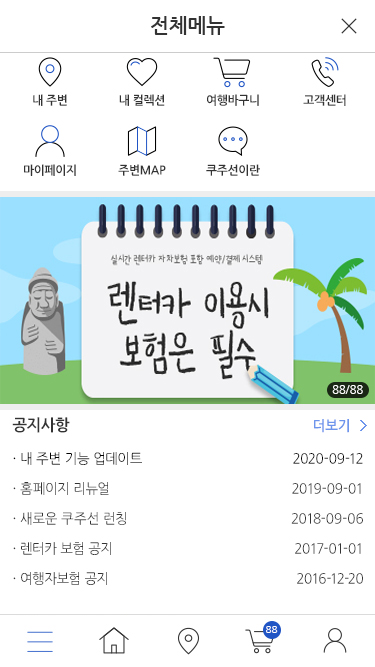 전체메뉴
내 주변
내 컬렉션
여행바구니
고객센터
마이페이지
주변MAP
쿠주선이란
실시간 렌터카 자차보험 포함 예약/결제 시스템
렌터카 이용시
보험은 필수
88/88
공지사항
더보기
· 내 주변 기능 업데이트 2020-09-12
· 홈페이지 리뉴얼 2019-09-01
· 새로운 쿠주선 런칭 2018-09-06
· 렌터카 보험 공지 2017-01-01
· 여행자보험 공지 2016-12-20
88